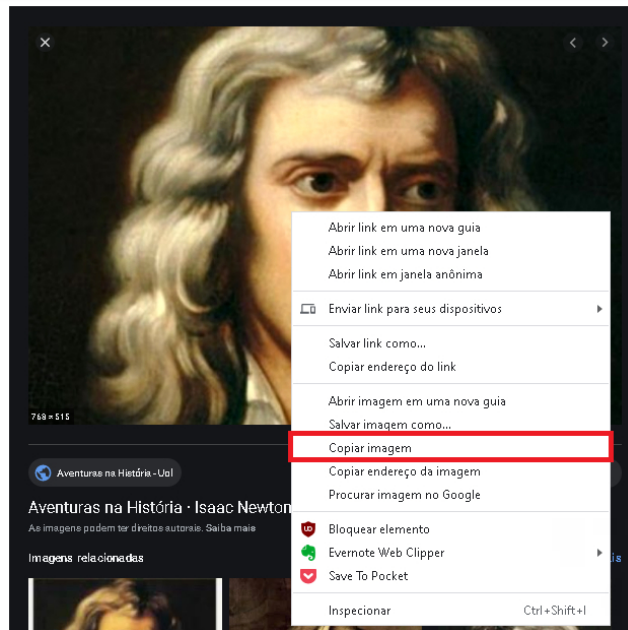 Abrir link em uma nova guia
Abrir link em uma nova janela
Abrir link em janela anônima
Enviar link para seus dispositivos
Salvar link como...
Copiar endereço do link
Abrir imagem em uma nova guia
Salvar imagem como...
Copiar imagem
Copiar endereço da imagem
Procurar imagem no Google
Bloquear elemento
Evernote Web Clipper
Save To Pocket
Inspecionar Ctrl+Shift+I
768 × 515
Aventuras na História - Uol
Aventuras na História · Isaac Newton
As imagens podem ter direitos autorais. Saiba mais
Imagens relacionadas